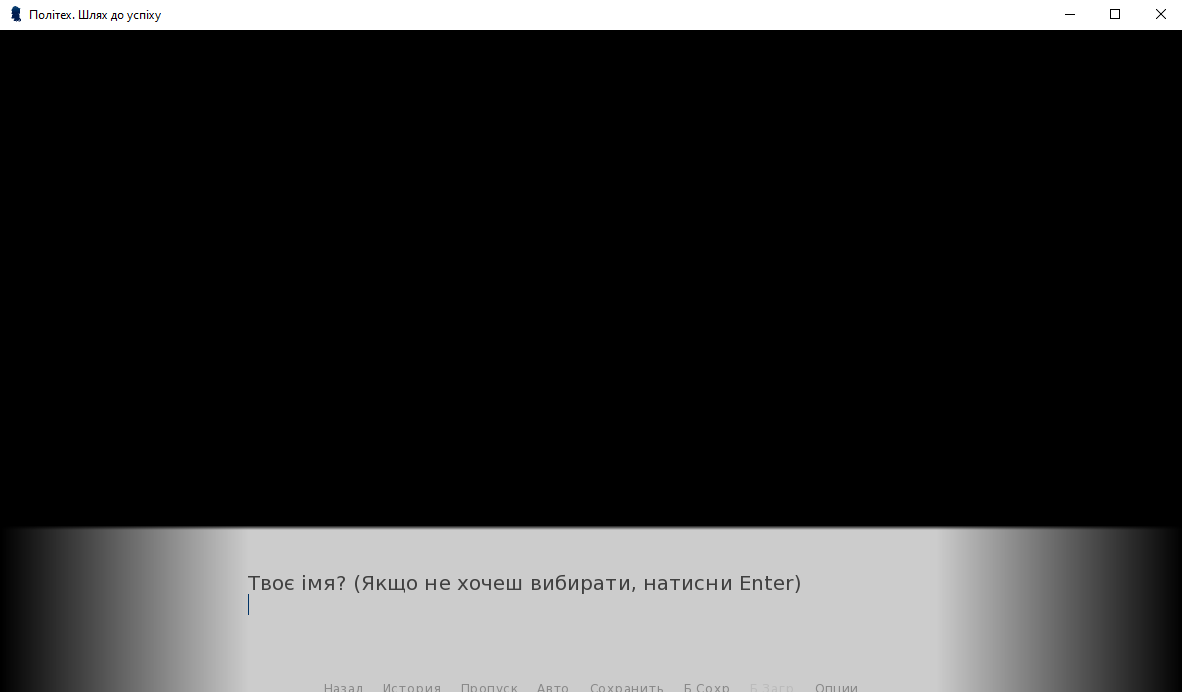 Політех. Шлях до успіху
Твоє імя? (Якщо не хочеш вибирати, натисни Enter)
Назад История Пропуск Авто Сохранить Б.Сохр Б.Загр Опции